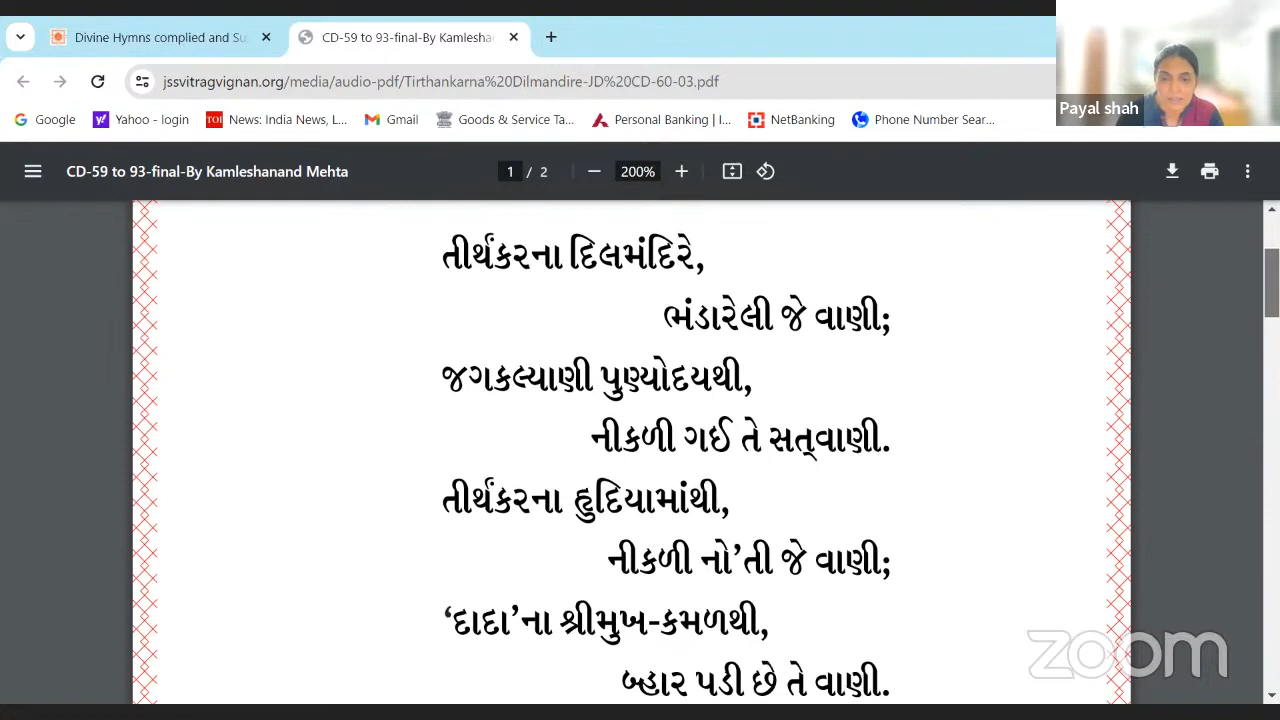 Divine Hymns complied and Su
CD-59 to 93-final-By Kamlesha
jssvitragvignan.org/media/audio-pdf/Tirthankarna%20Dilmandire-JD%20CD-60-03.pdf
Google
Yahoo - login
TOI
News: India News, L...
Gmail
Goods & Service Ta...
Personal Banking | I...
NetBanking
Phone Number Sear...
Payal shah
CD-59 to 93-final-By Kamleshanand Mehta
1 / 2
200%
તીર્થંકરના દિલમંદિરે,
ભંડારેલી જે વાણી;
જગકલ્યાણી પુણ્યોદયથી,
નીકળી ગઈ તે સત્‌વાણી.
તીર્થંકરના હુદિયામાંથી,
નીકળી નો’તી જે વાણી;
‘દાદા’ના શ્રીમુખ-કમળથી,
બ્હાર પડી છે તે વાણી.
zoom